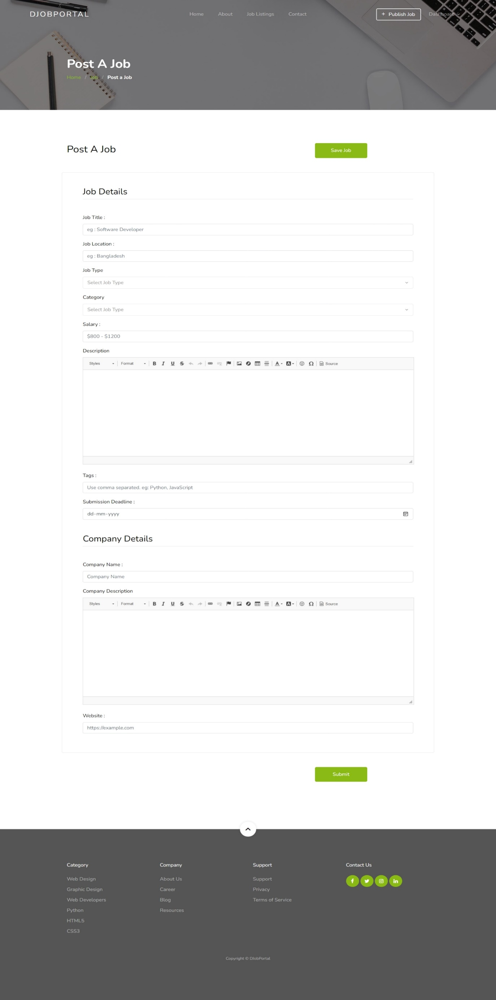 DJOBPORTAL
Home About Job Listings Contact + Publish Job Dashboard
Post A Job
Home / Job / Post a Job
Post A Job Save Job
Job Details
Job Title :
eg : Software Developer
Job Location :
eg : Bangladesh
Job Type
Select Job Type
Category
Select Job Type
Salary :
$800 - $1200
Description
Styles Format B I U S A A Ω Source
Tags :
Use comma separated. eg: Python, JavaScript
Submission Deadline :
dd-mm-yyyy
Company Details
Company Name :
Company Name
Company Description
Styles Format B I U S A A Ω Source
Website :
https://example.com
Submit
Category Company Support Contact Us
Web Design About Us Support
Graphic Design Career Privacy
Web Developers Blog Terms of Service
Python Resources
HTML5
CSS3
Copyright © DJobPortal